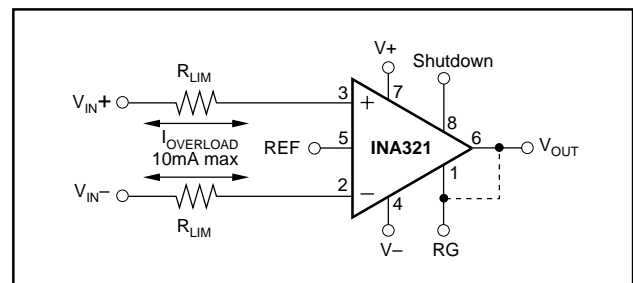 V+
Shutdown
R_LIM
V_IN+
3
+
7
8
I_OVERLOAD
10mA max
REF
5
INA321
6
V_OUT
1
V_IN−
2
−
4
R_LIM
V−
RG